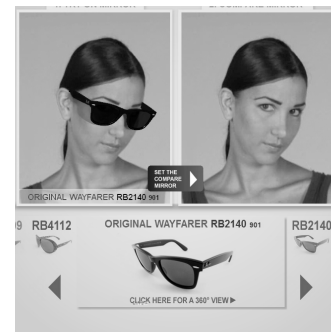 SET THE
COMPARE
MIRROR
ORIGINAL WAYFARER RB2140 901
RB4112
ORIGINAL WAYFARER RB2140 901
RB2140
CLICK HERE FOR A 360° VIEW